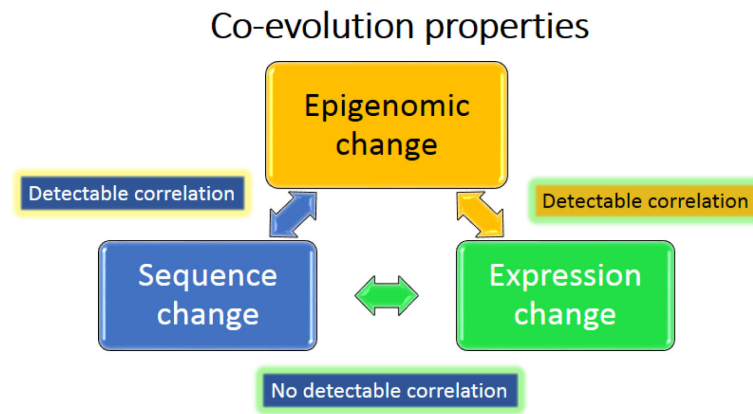 Co-evolution properties
Epigenomic
change
Detectable correlation
Detectable correlation
Sequence
change
Expression
change
No detectable correlation